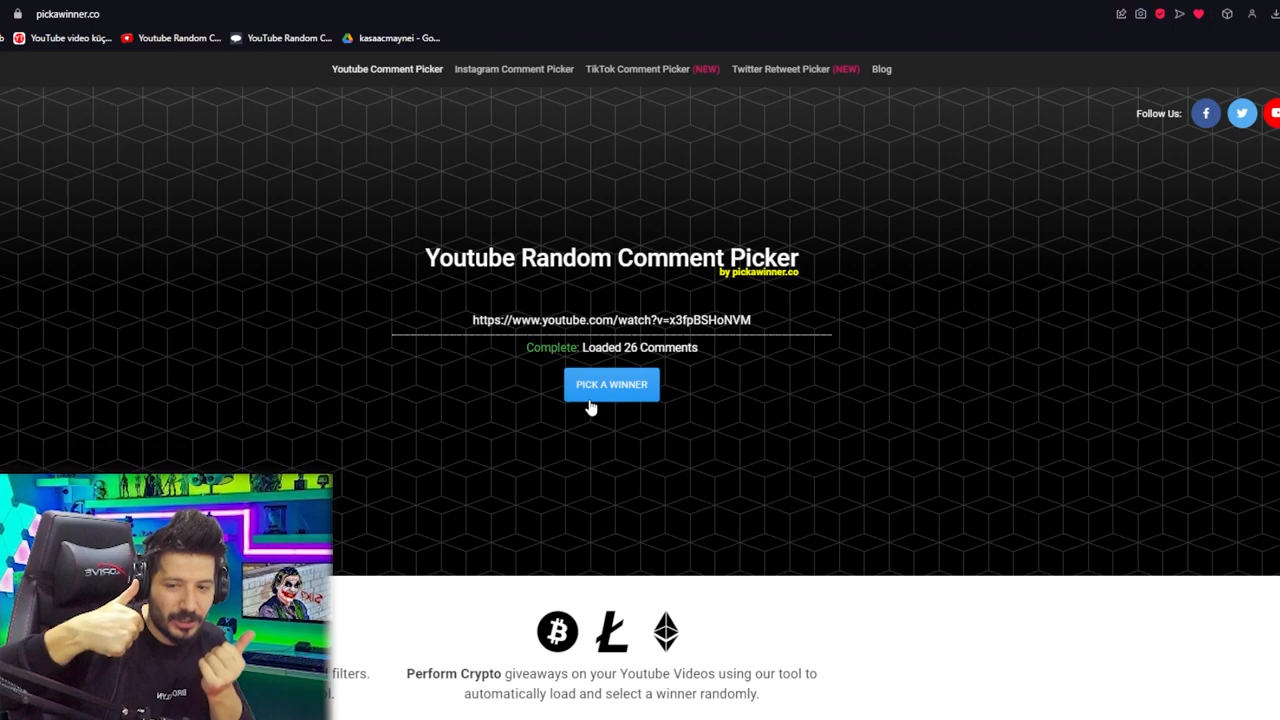 pickawinner.co
YouTube video küç... Youtube Random C... YouTube Random C... kasaacmaynei - Go...
Youtube Comment Picker Instagram Comment Picker TikTok Comment Picker (NEW) Twitter Retweet Picker (NEW) Blog
Follow Us:
Youtube Random Comment Picker
by pickawinner.co
https://www.youtube.com/watch?v=x3fpBSHoNVM
Complete: Loaded 26 Comments
PICK A WINNER
filters.
Perform Crypto giveaways on your Youtube Videos using our tool to
automatically load and select a winner randomly.